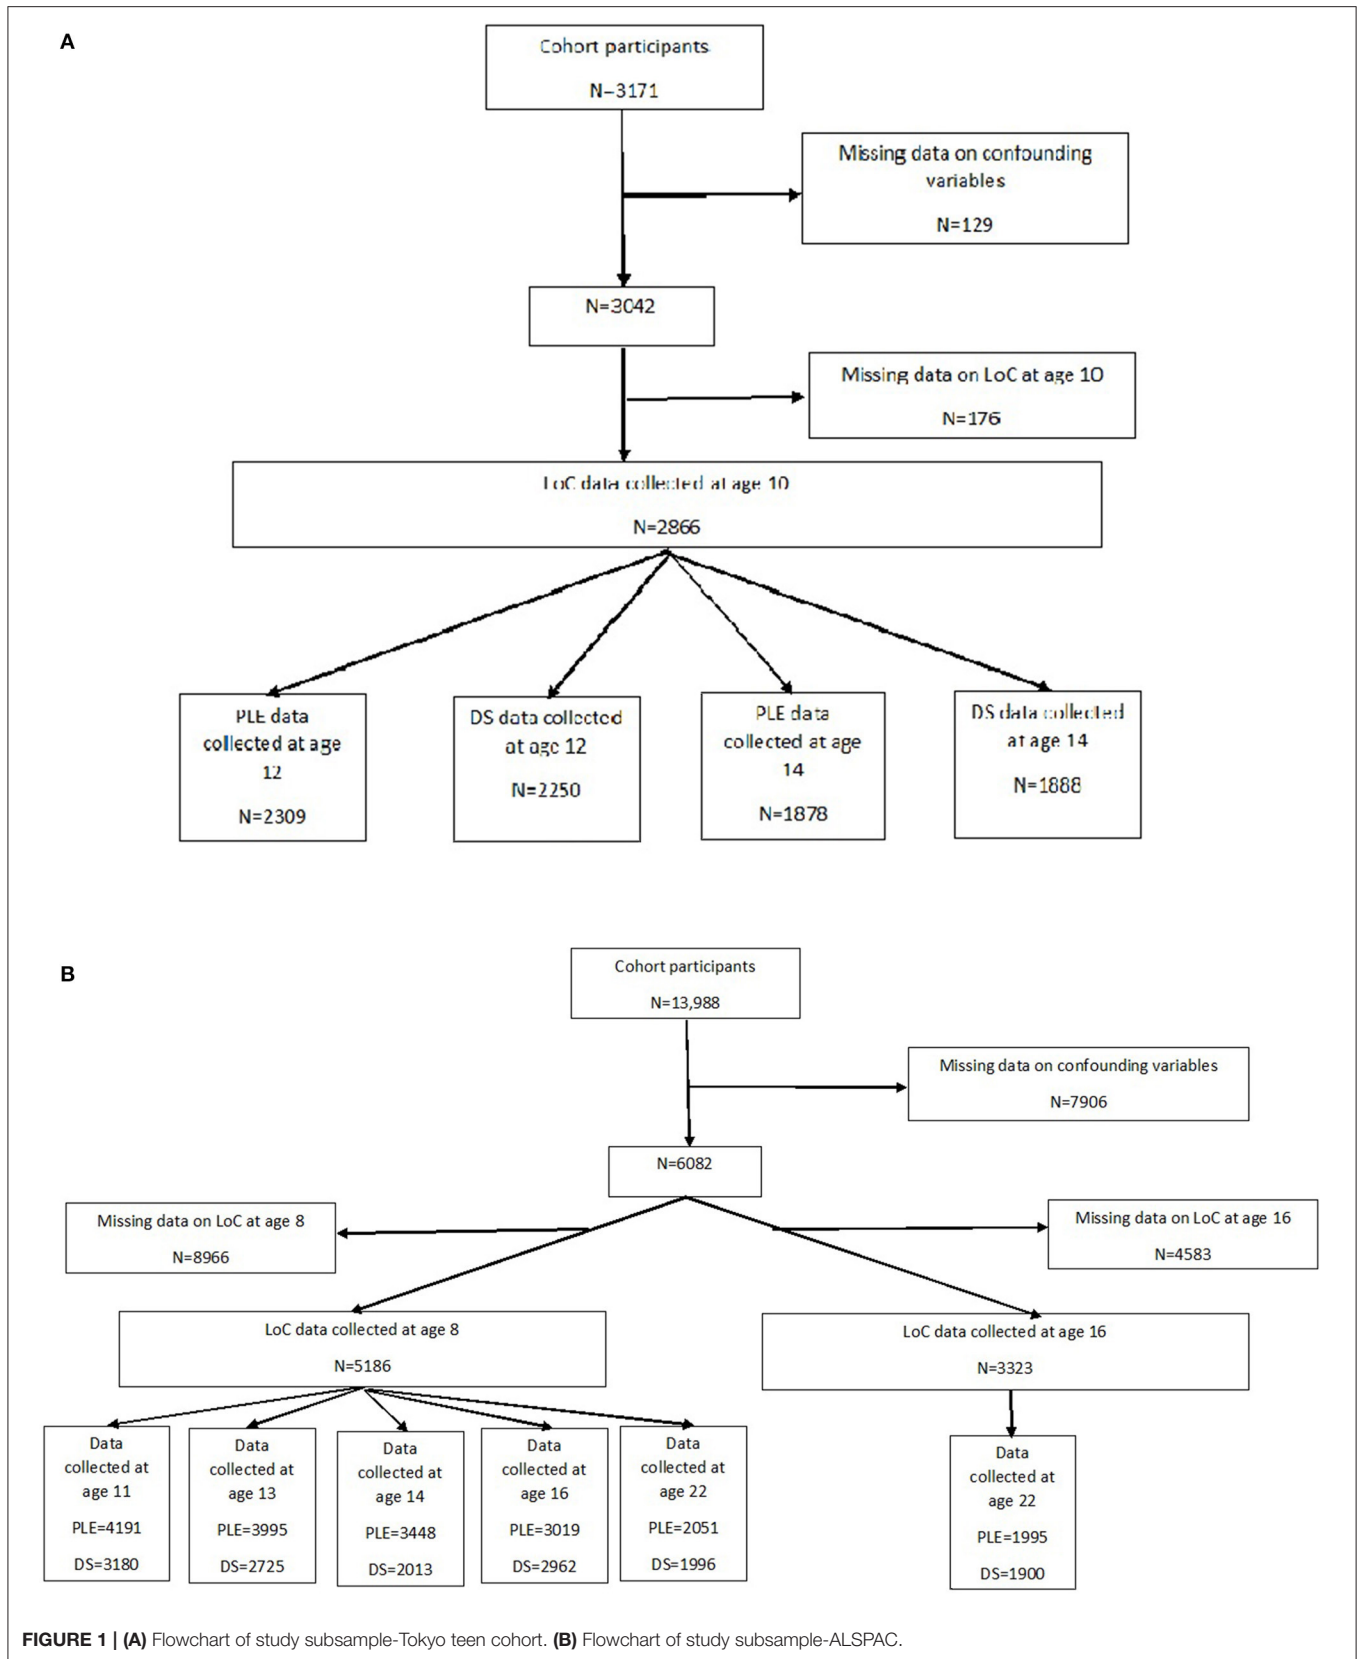 A
Cohort participants
N=3171
Missing data on confounding
variables
N=129
N=3042
Missing data on LoC at age 10
N=176
LoC data collected at age 10
N=2866
PLE data
collected at age
12
N=2309
DS data collected
at age 12
N=2250
PLE data
collected at age
14
N=1878
DS data collected
at age 14
N=1888
B
Cohort participants
N=13,988
Missing data on confounding variables
N=7906
N=6082
Missing data on LoC at age 8
N=8966
Missing data on LoC at age 16
N=4583
LoC data collected at age 8
N=5186
LoC data collected at age 16
N=3323
Data
collected at
age 11
PLE=4191
DS=3180
Data
collected at
age 13
PLE=3995
DS=2725
Data
collected at
age 14
PLE=3448
DS=2013
Data
collected at
age 16
PLE=3019
DS=2962
Data
collected at
age 22
PLE=2051
DS=1996
Data
collected at
age 22
PLE=1995
DS=1900
FIGURE 1 | (A) Flowchart of study subsample-Tokyo teen cohort. (B) Flowchart of study subsample-ALSPAC.